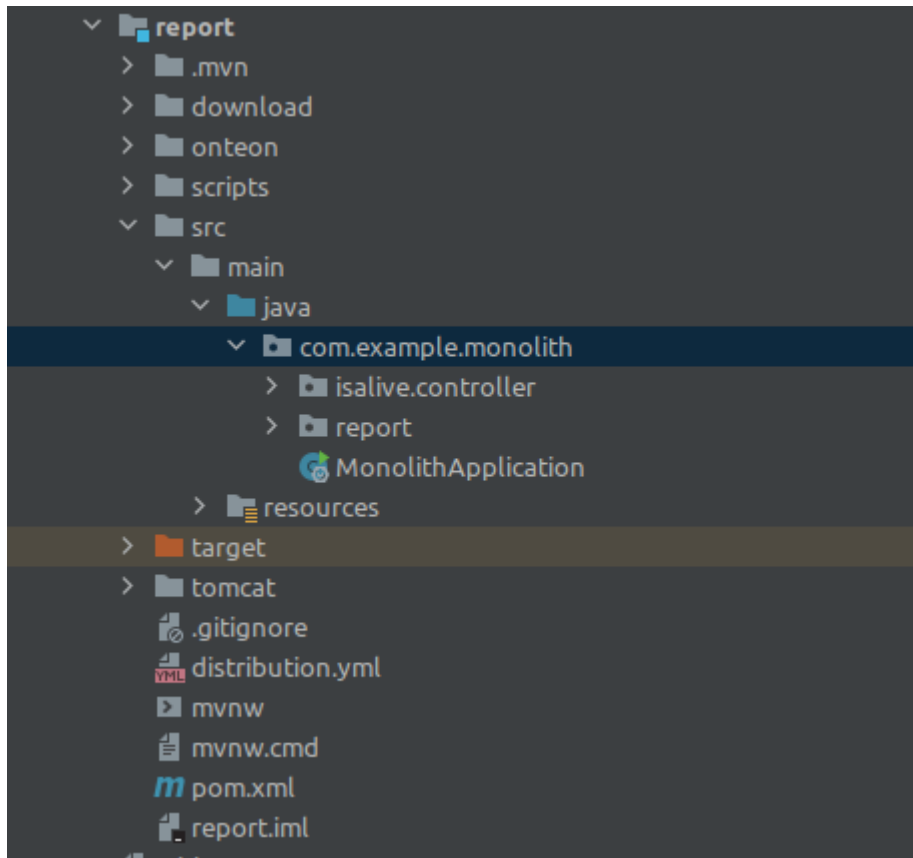 report
.mvn
download
onteon
scripts
src
main
java
com.example.monolith
isalive.controller
report
MonolithApplication
resources
target
tomcat
.gitignore
YML distribution.yml
mvnw
mvnw.cmd
m pom.xml
report.iml